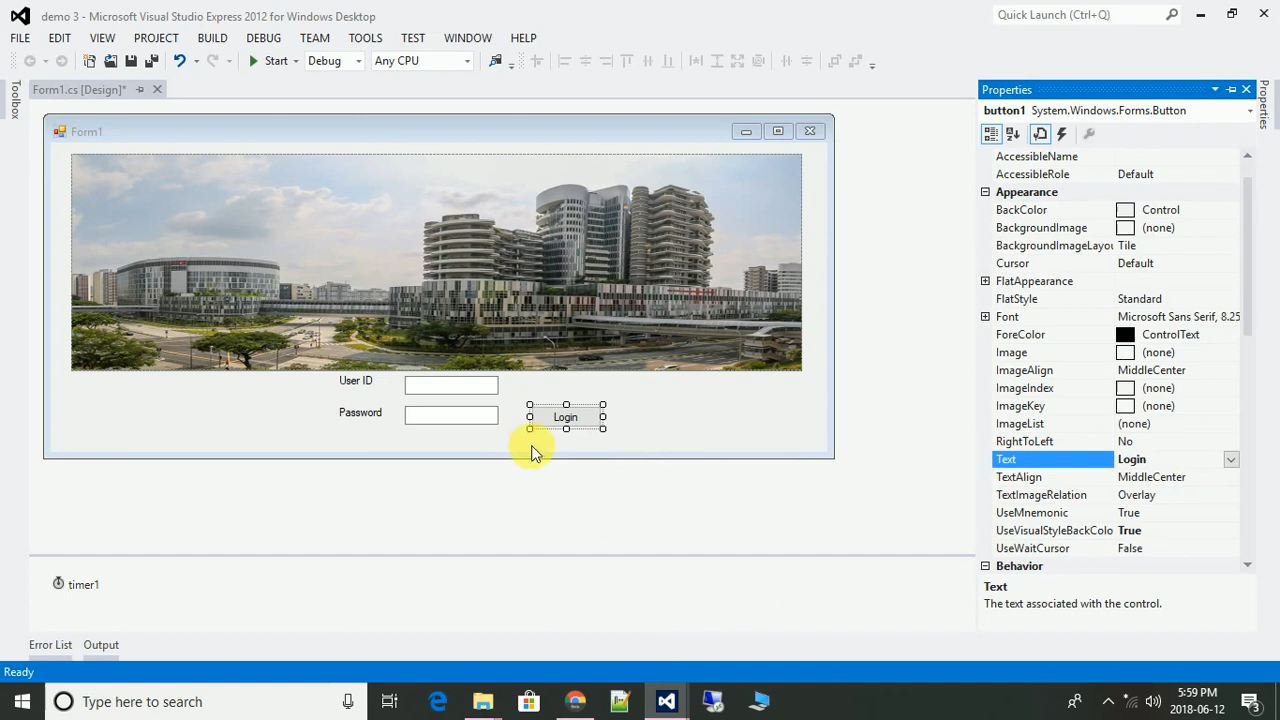 demo 3 - Microsoft Visual Studio Express 2012 for Windows Desktop
Quick Launch (Ctrl+Q)
FILE EDIT VIEW PROJECT BUILD DEBUG TEAM TOOLS TEST WINDOW HELP
Start Debug Any CPU
Toolbox
Form1.cs [Design]*
Form1
User ID
Password
Login
timer1
Properties
Properties
button1 System.Windows.Forms.Button
AccessibleName
AccessibleRole Default
Appearance
BackColor Control
BackgroundImage (none)
BackgroundImageLayou Tile
Cursor Default
FlatAppearance
FlatStyle Standard
Font Microsoft Sans Serif, 8.25
ForeColor ControlText
Image (none)
ImageAlign MiddleCenter
ImageIndex (none)
ImageKey (none)
ImageList (none)
RightToLeft No
Text Login
TextAlign MiddleCenter
TextImageRelation Overlay
UseMnemonic True
UseVisualStyleBackColo True
UseWaitCursor False
Behavior
Text
The text associated with the control.
Error List Output
Ready
Type here to search
5:59 PM
2018-06-12
3